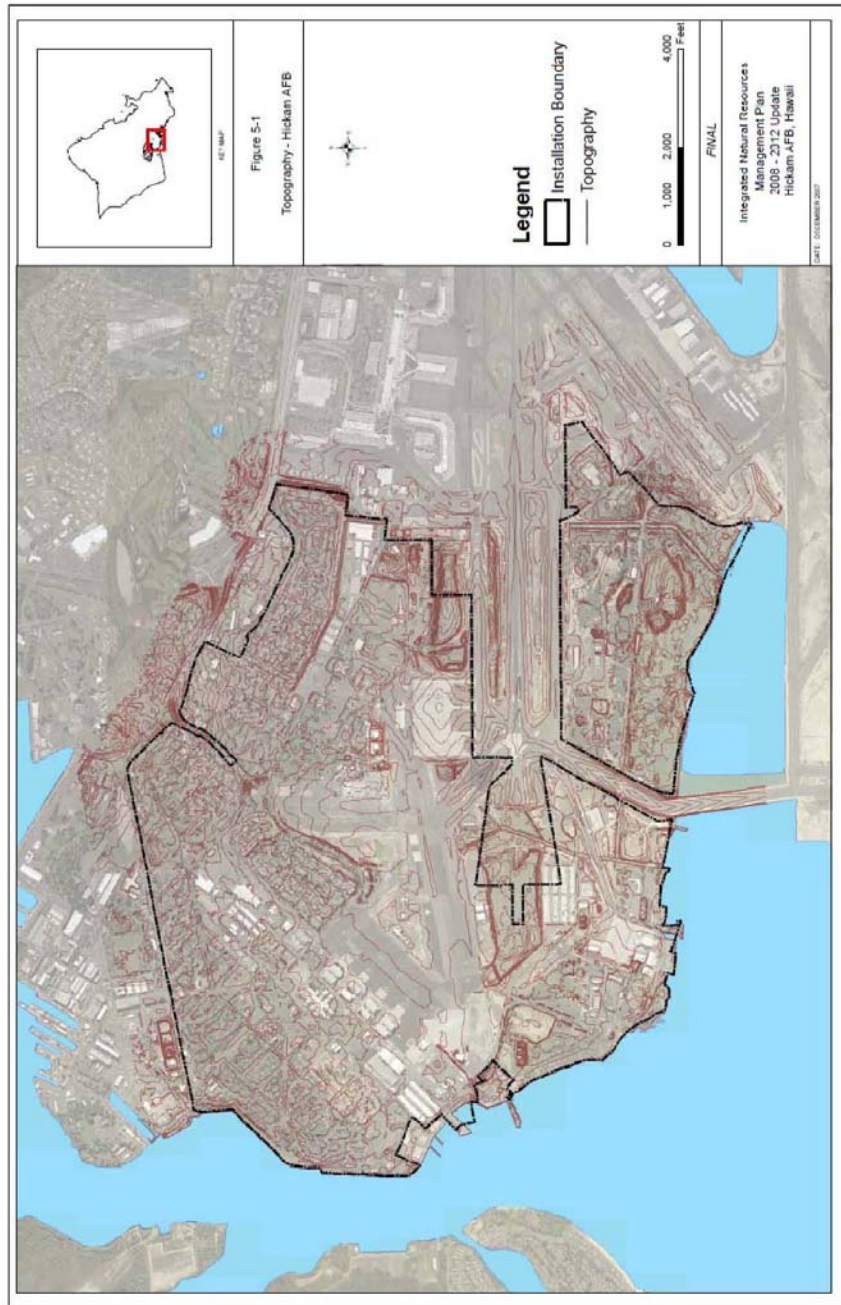 KEY MAP
Figure 5-1
Topography - Hickam AFB
Legend
Installation Boundary
Topography
0 1,000 2,000 4,000
Feet
FINAL
Integrated Natural Resources
Management Plan
2008 - 2012 Update
Hickam AFB, Hawaii
DATE: DECEMBER 2007